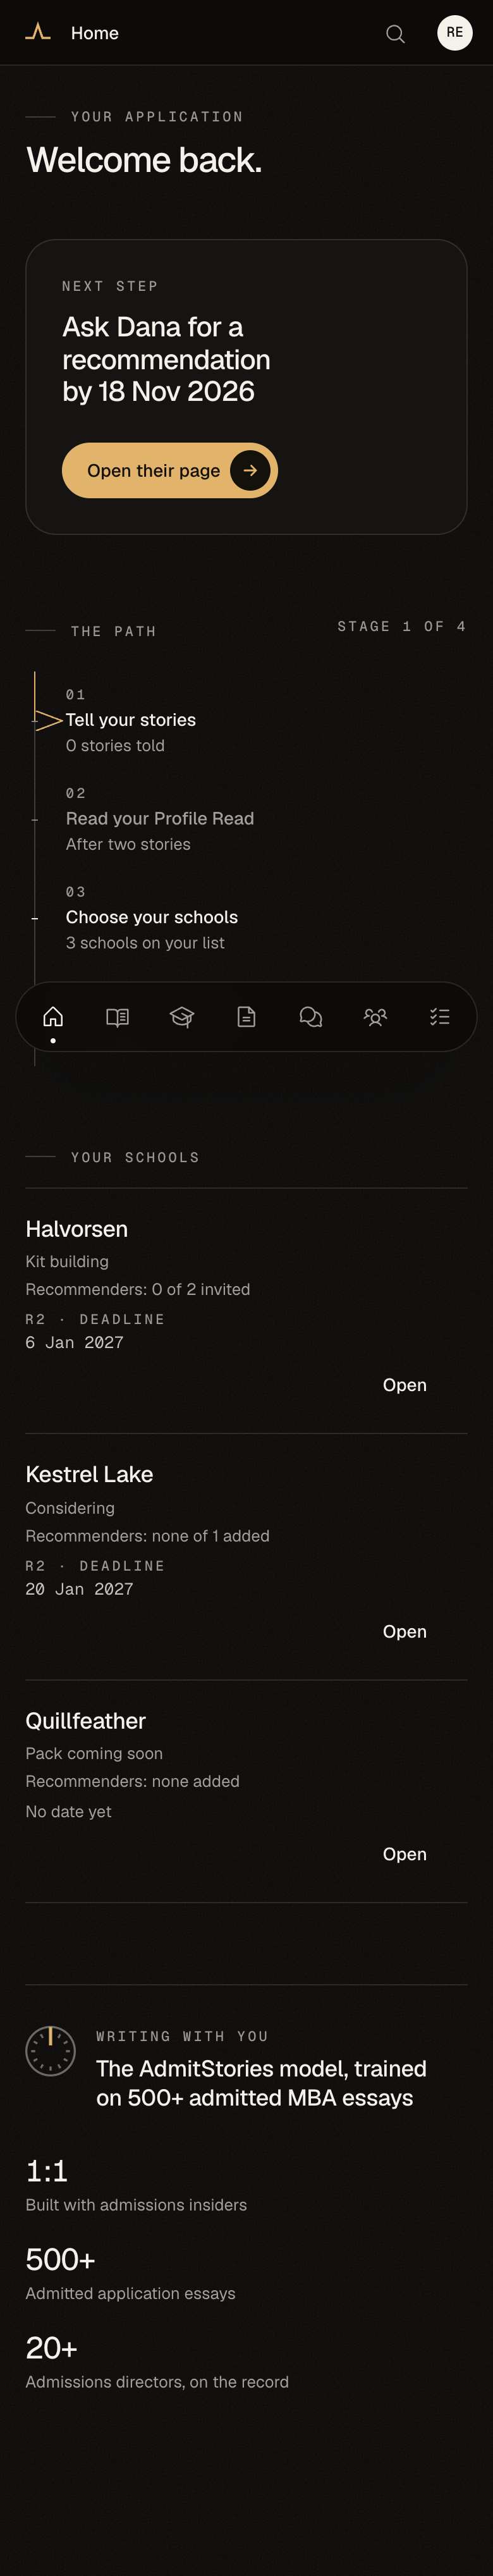 Home
RE
YOUR APPLICATION
Welcome back.
NEXT STEP
Ask Dana for a
recommendation
by 18 Nov 2026
Open their page
THE PATH
STAGE 1 OF 4
01
Tell your stories
0 stories told
02
Read your Profile Read
After two stories
03
Choose your schools
3 schools on your list
YOUR SCHOOLS
Halvorsen
Kit building
Recommenders: 0 of 2 invited
R2 · DEADLINE
6 Jan 2027
Open
Kestrel Lake
Considering
Recommenders: none of 1 added
R2 · DEADLINE
20 Jan 2027
Open
Quillfeather
Pack coming soon
Recommenders: none added
No date yet
Open
WRITING WITH YOU
The AdmitStories model, trained
on 500+ admitted MBA essays
1:1
Built with admissions insiders
500+
Admitted application essays
20+
Admissions directors, on the record